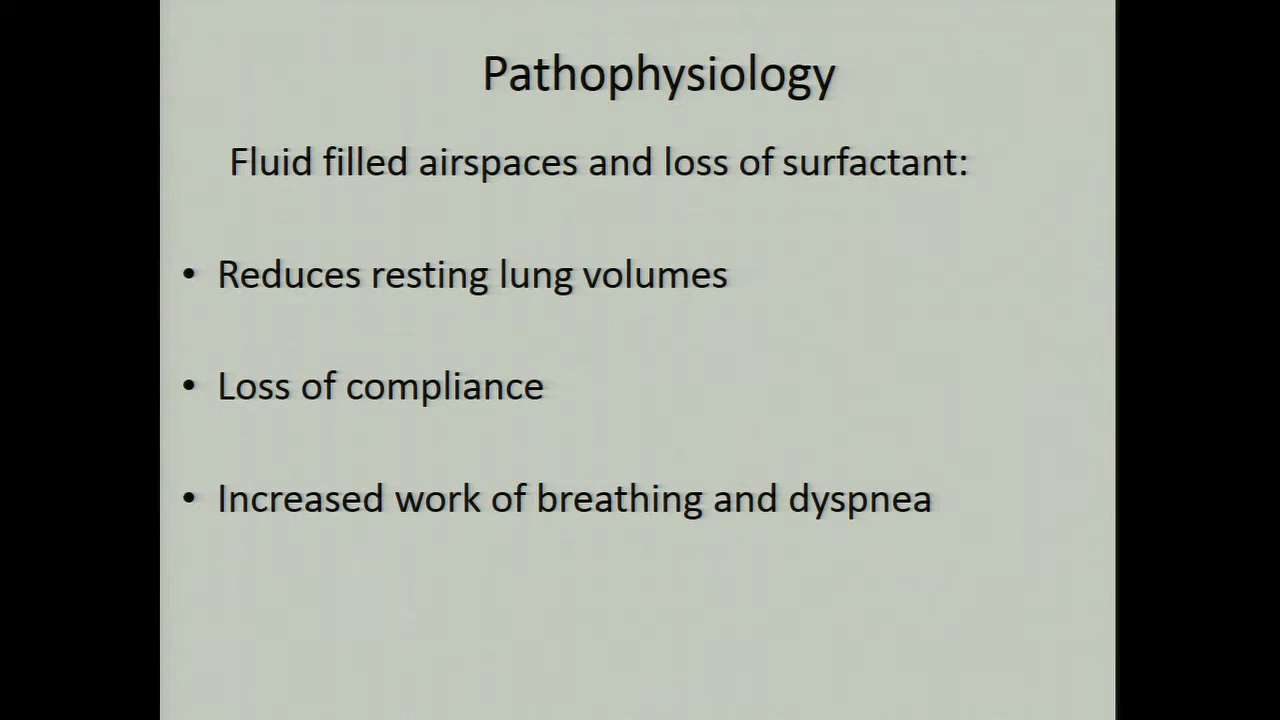 Pathophysiology
Fluid filled airspaces and loss of surfactant:
• Reduces resting lung volumes
• Loss of compliance
• Increased work of breathing and dyspnea